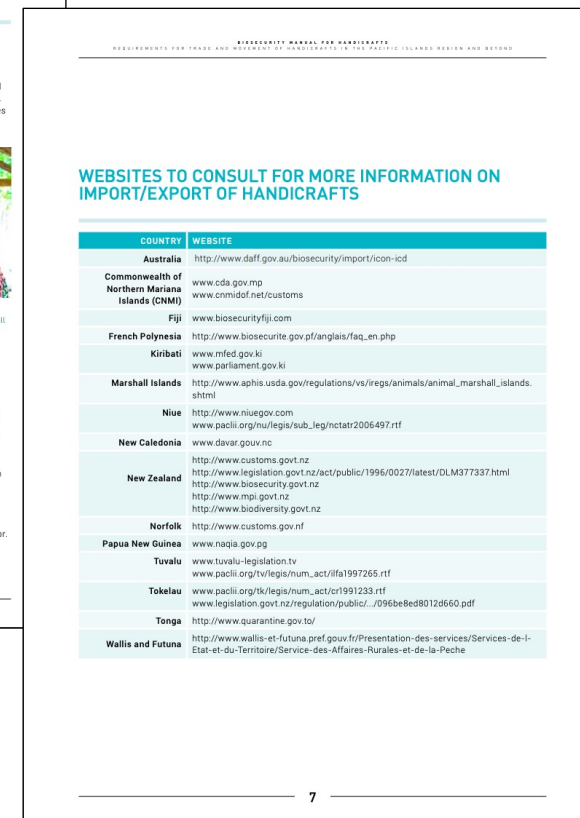 BIOSECURITY MANUAL FOR HANDICRAFTS
REQUIREMENTS FOR TRADE AND MOVEMENT OF HANDICRAFTS IN THE PACIFIC ISLANDS REGION AND BEYOND
WEBSITES TO CONSULT FOR MORE INFORMATION ON
IMPORT/EXPORT OF HANDICRAFTS
COUNTRY WEBSITE
Australia http://www.daff.gov.au/biosecurity/import/icon-icd
Commonwealth of
Northern Mariana
Islands (CNMI)
www.cda.gov.mp
www.cnmidof.net/customs
Fiji www.biosecurityfiji.com
French Polynesia http://www.biosecurite.gov.pf/anglais/faq_en.php
Kiribati www.mfed.gov.ki
www.parliament.gov.ki
Marshall Islands http://www.aphis.usda.gov/regulations/vs/iregs/animals/animal_marshall_islands.
shtml
Niue http://www.niuegov.com
www.paclii.org/nu/legis/sub_leg/nctatr2006497.rtf
New Caledonia www.davar.gouv.nc
New Zealand
http://www.customs.govt.nz
http://www.legislation.govt.nz/act/public/1996/0027/latest/DLM377337.html
http://www.biosecurity.govt.nz
http://www.mpi.govt.nz
http://www.biodiversity.govt.nz
Norfolk http://www.customs.gov.nf
Papua New Guinea www.naqia.gov.pg
Tuvalu www.tuvalu-legislation.tv
www.paclii.org/tv/legis/num_act/ilfa1997265.rtf
Tokelau www.paclii.org/tk/legis/num_act/cr1991233.rtf
www.legislation.govt.nz/regulation/public/.../096be8ed8012d660.pdf
Tonga http://www.quarantine.gov.to/
Wallis and Futuna
http://www.wallis-et-futuna.pref.gouv.fr/Presentation-des-services/Services-de-l-
Etat-et-du-Territoire/Service-des-Affaires-Rurales-et-de-la-Peche
7